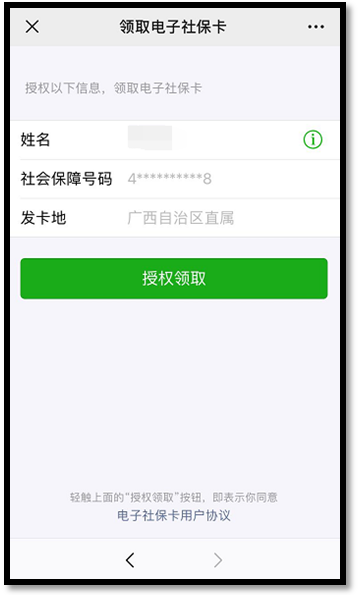 领取电子社保卡
授权以下信息，领取电子社保卡
姓名
社会保障号码 4**********8
发卡地 广西自治区直属
授权领取
轻触上面的“授权领取”按钮，即表示你同意
电子社保卡用户协议